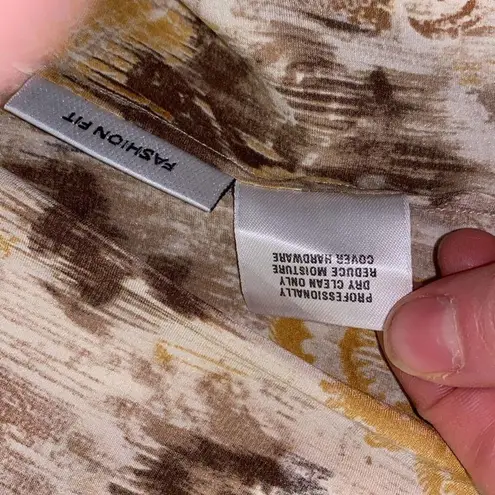 FASHION FIT
PROFESSIONALLY
DRY CLEAN ONLY
REDUCE MOISTURE
COVER HARDWARE